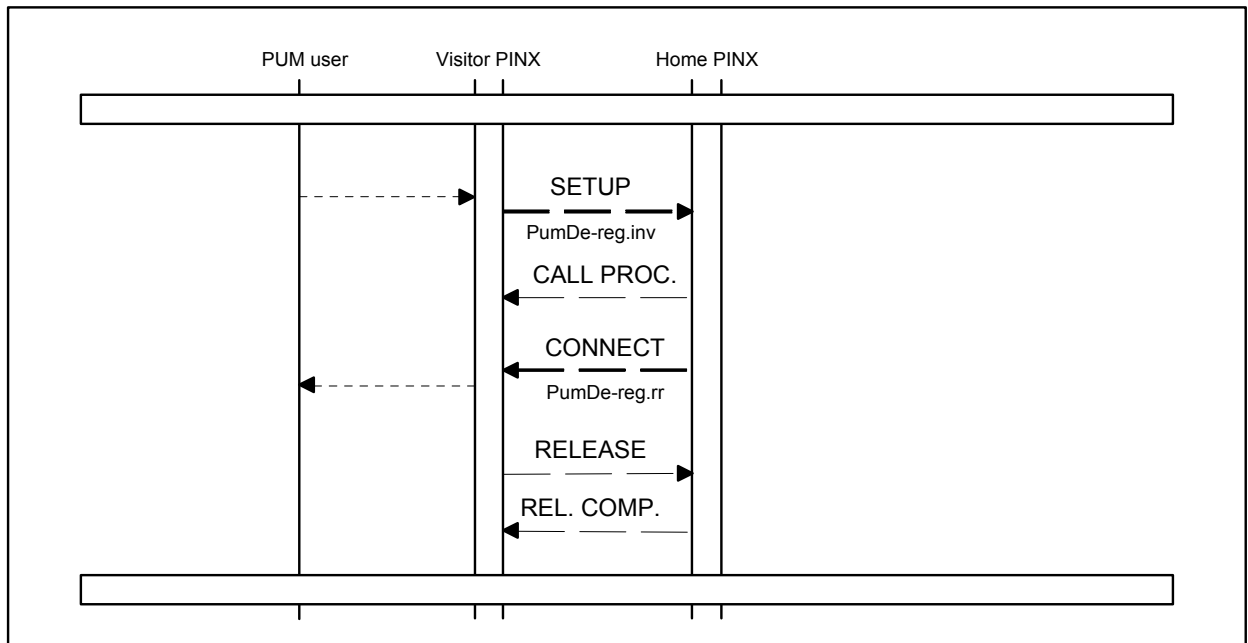 PUM user Visitor PINX Home PINX
SETUP
PumDe-reg.inv
CALL PROC.
CONNECT
PumDe-reg.rr
RELEASE
REL. COMP.